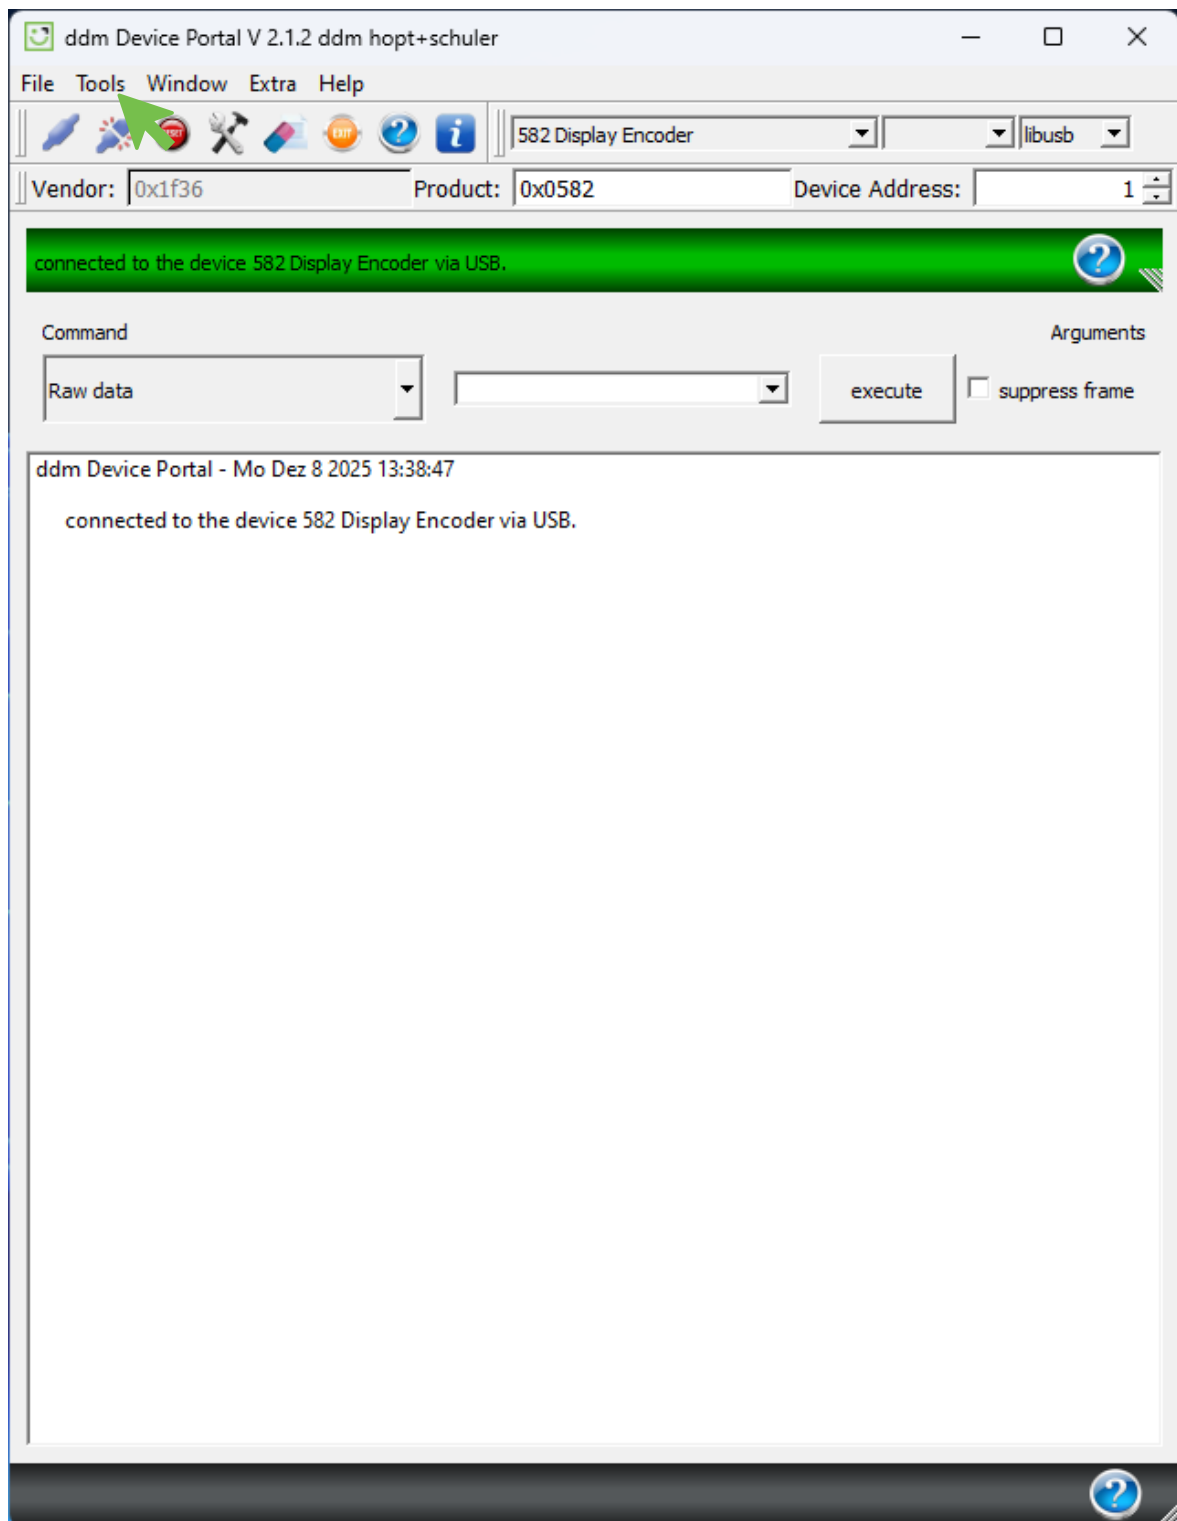 ddm Device Portal V 2.1.2 ddm hopt+schuler
File Tools Window Extra Help
RESET EXIT ? i 582 Display Encoder libusb
Vendor: 0x1f36 Product: 0x0582 Device Address: 1
connected to the device 582 Display Encoder via USB. ?
Command Arguments
Raw data execute suppress frame
ddm Device Portal - Mo Dez 8 2025 13:38:47
connected to the device 582 Display Encoder via USB.
?